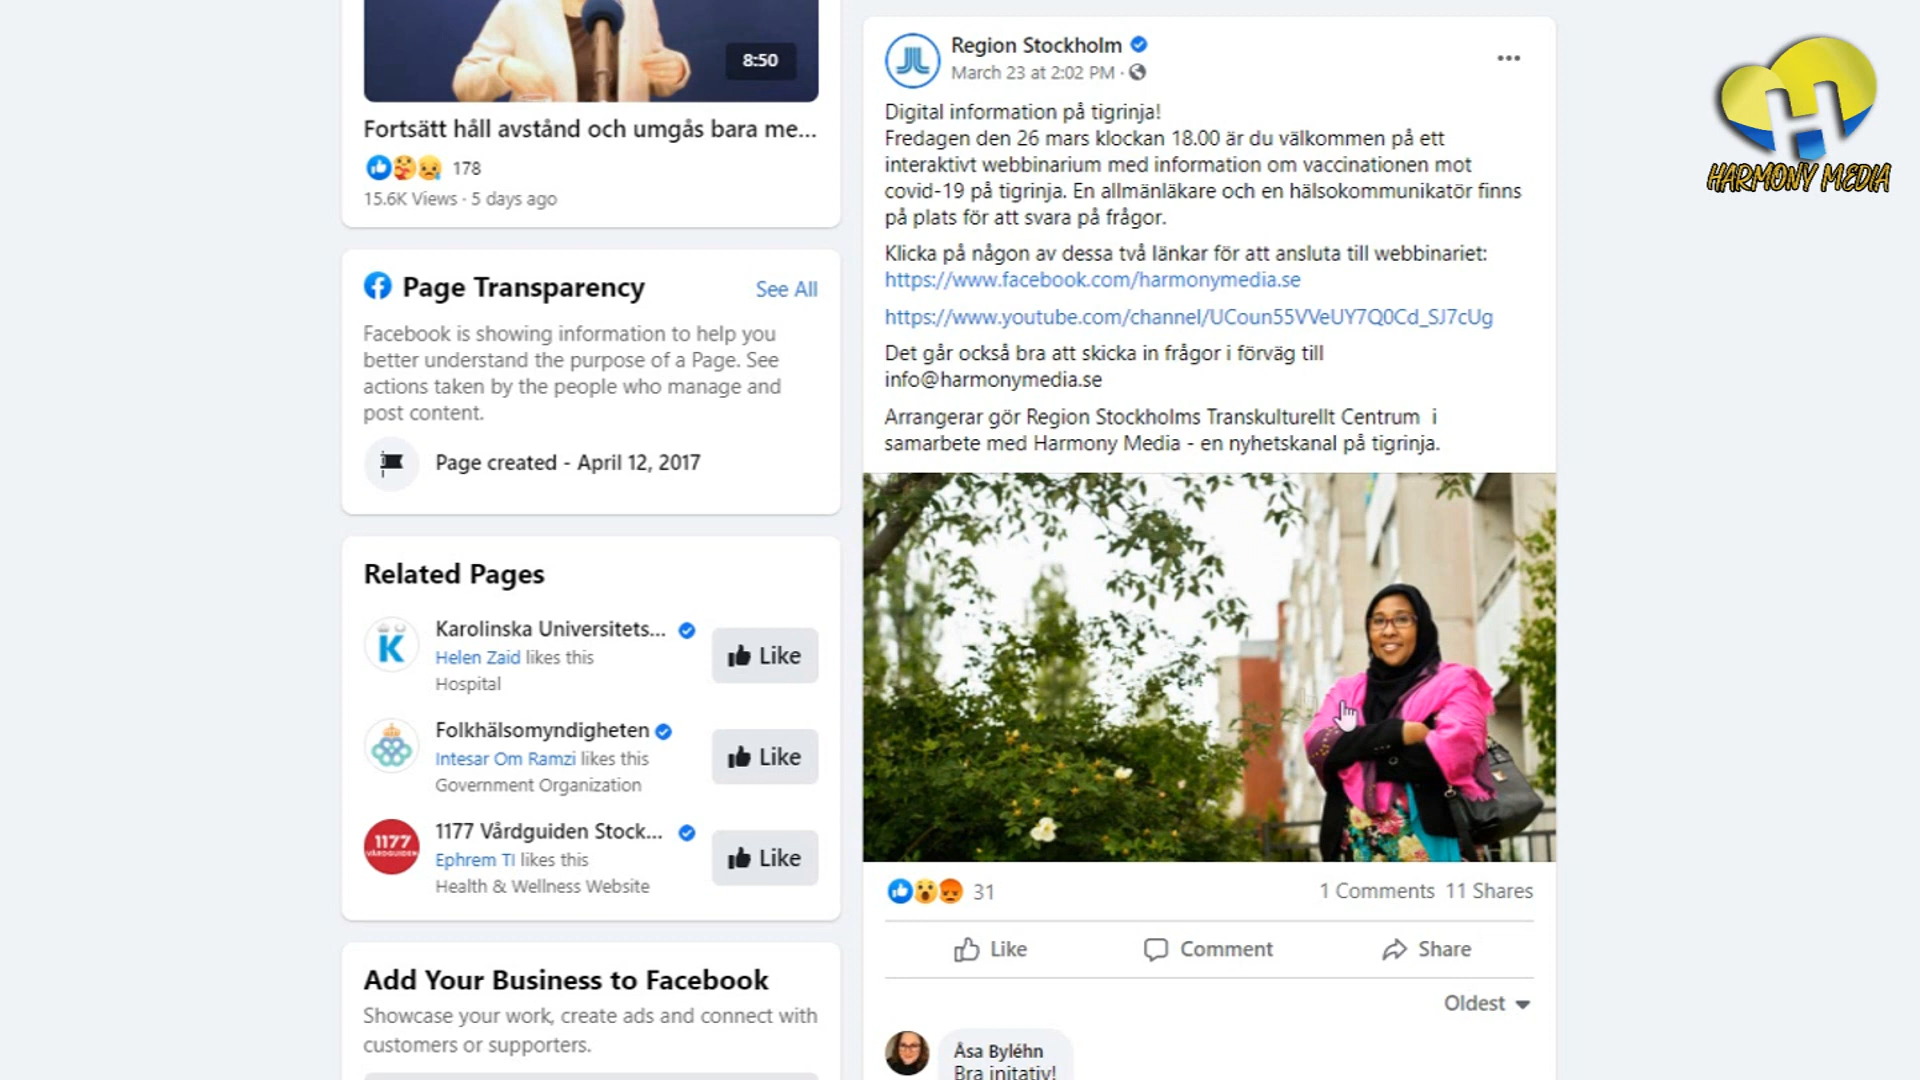 8:50
Fortsätt håll avstånd och umgås bara me...
178
15.6K Views · 5 days ago
Page Transparency
See All
Facebook is showing information to help you
better understand the purpose of a Page. See
actions taken by the people who manage and
post content.
Page created - April 12, 2017
Related Pages
Karolinska Universitets...
Helen Zaid likes this
Hospital
Like
Folkhälsomyndigheten
Intesar Om Ramzi likes this
Government Organization
Like
1177
VÅRDGUIDEN
1177 Vårdguiden Stock...
Ephrem TI likes this
Health & Wellness Website
Like
Add Your Business to Facebook
Showcase your work, create ads and connect with
customers or supporters.
Region Stockholm
March 23 at 2:02 PM ·
Digital information på tigrinja!
Fredagen den 26 mars klockan 18.00 är du välkommen på ett
interaktivt webbinarium med information om vaccinationen mot
covid-19 på tigrinja. En allmänläkare och en hälsokommunikatör finns
på plats för att svara på frågor.
Klicka på någon av dessa två länkar för att ansluta till webbinariet:
https://www.facebook.com/harmonymedia.se
https://www.youtube.com/channel/UCoun55VVeUY7Q0Cd_SJ7cUg
Det går också bra att skicka in frågor i förväg till
info@harmonymedia.se
Arrangerar gör Region Stockholms Transkulturellt Centrum i
samarbete med Harmony Media - en nyhetskanal på tigrinja.
31
1 Comments 11 Shares
Like
Comment
Share
Oldest
Åsa Byléhn
Bra initativ!
HARMONY MEDIA